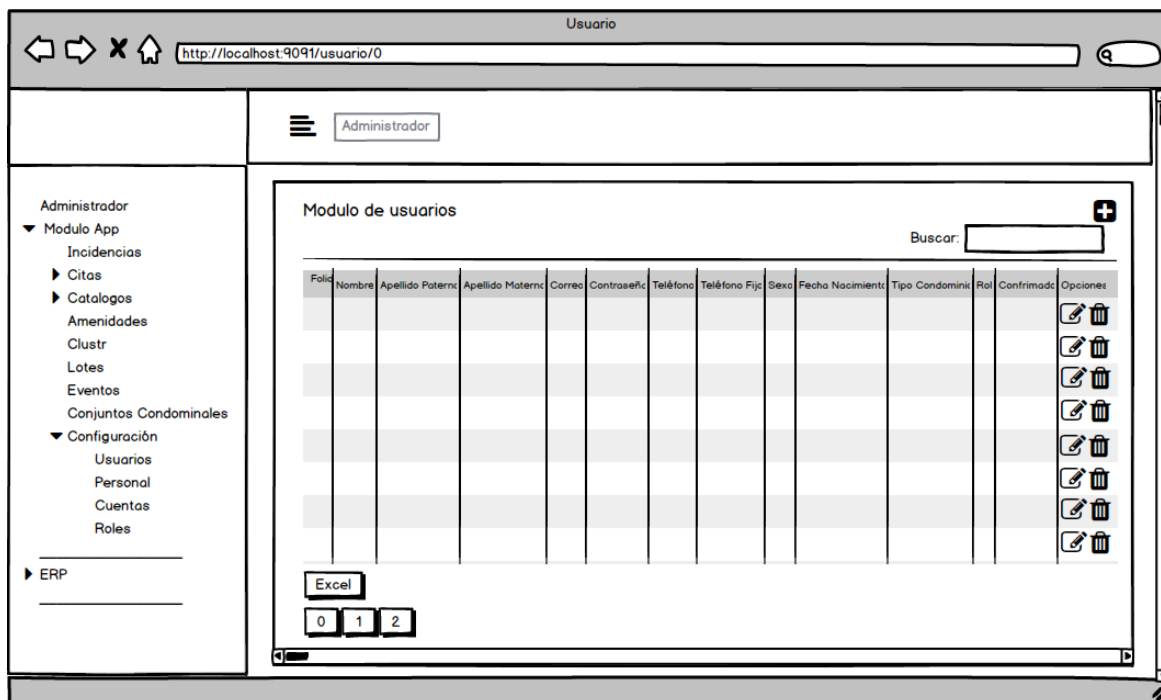 Usuario
http://localhost:9091/usuario/0
Administrador
Administrador
Modulo App
Incidencias
Citas
Catalogos
Amenidades
Clustr
Lotes
Eventos
Conjuntos Condominales
Configuración
Usuarios
Personal
Cuentas
Roles
ERP
Modulo de usuarios
Buscar:
Folio Nombre Apellido Paterno Apellido Materno Correo Contraseña Teléfono Teléfono Fijo Sexo Fecha Nacimiento Tipo Condominio Rol Confrimado Opciones
Excel
0 1 2